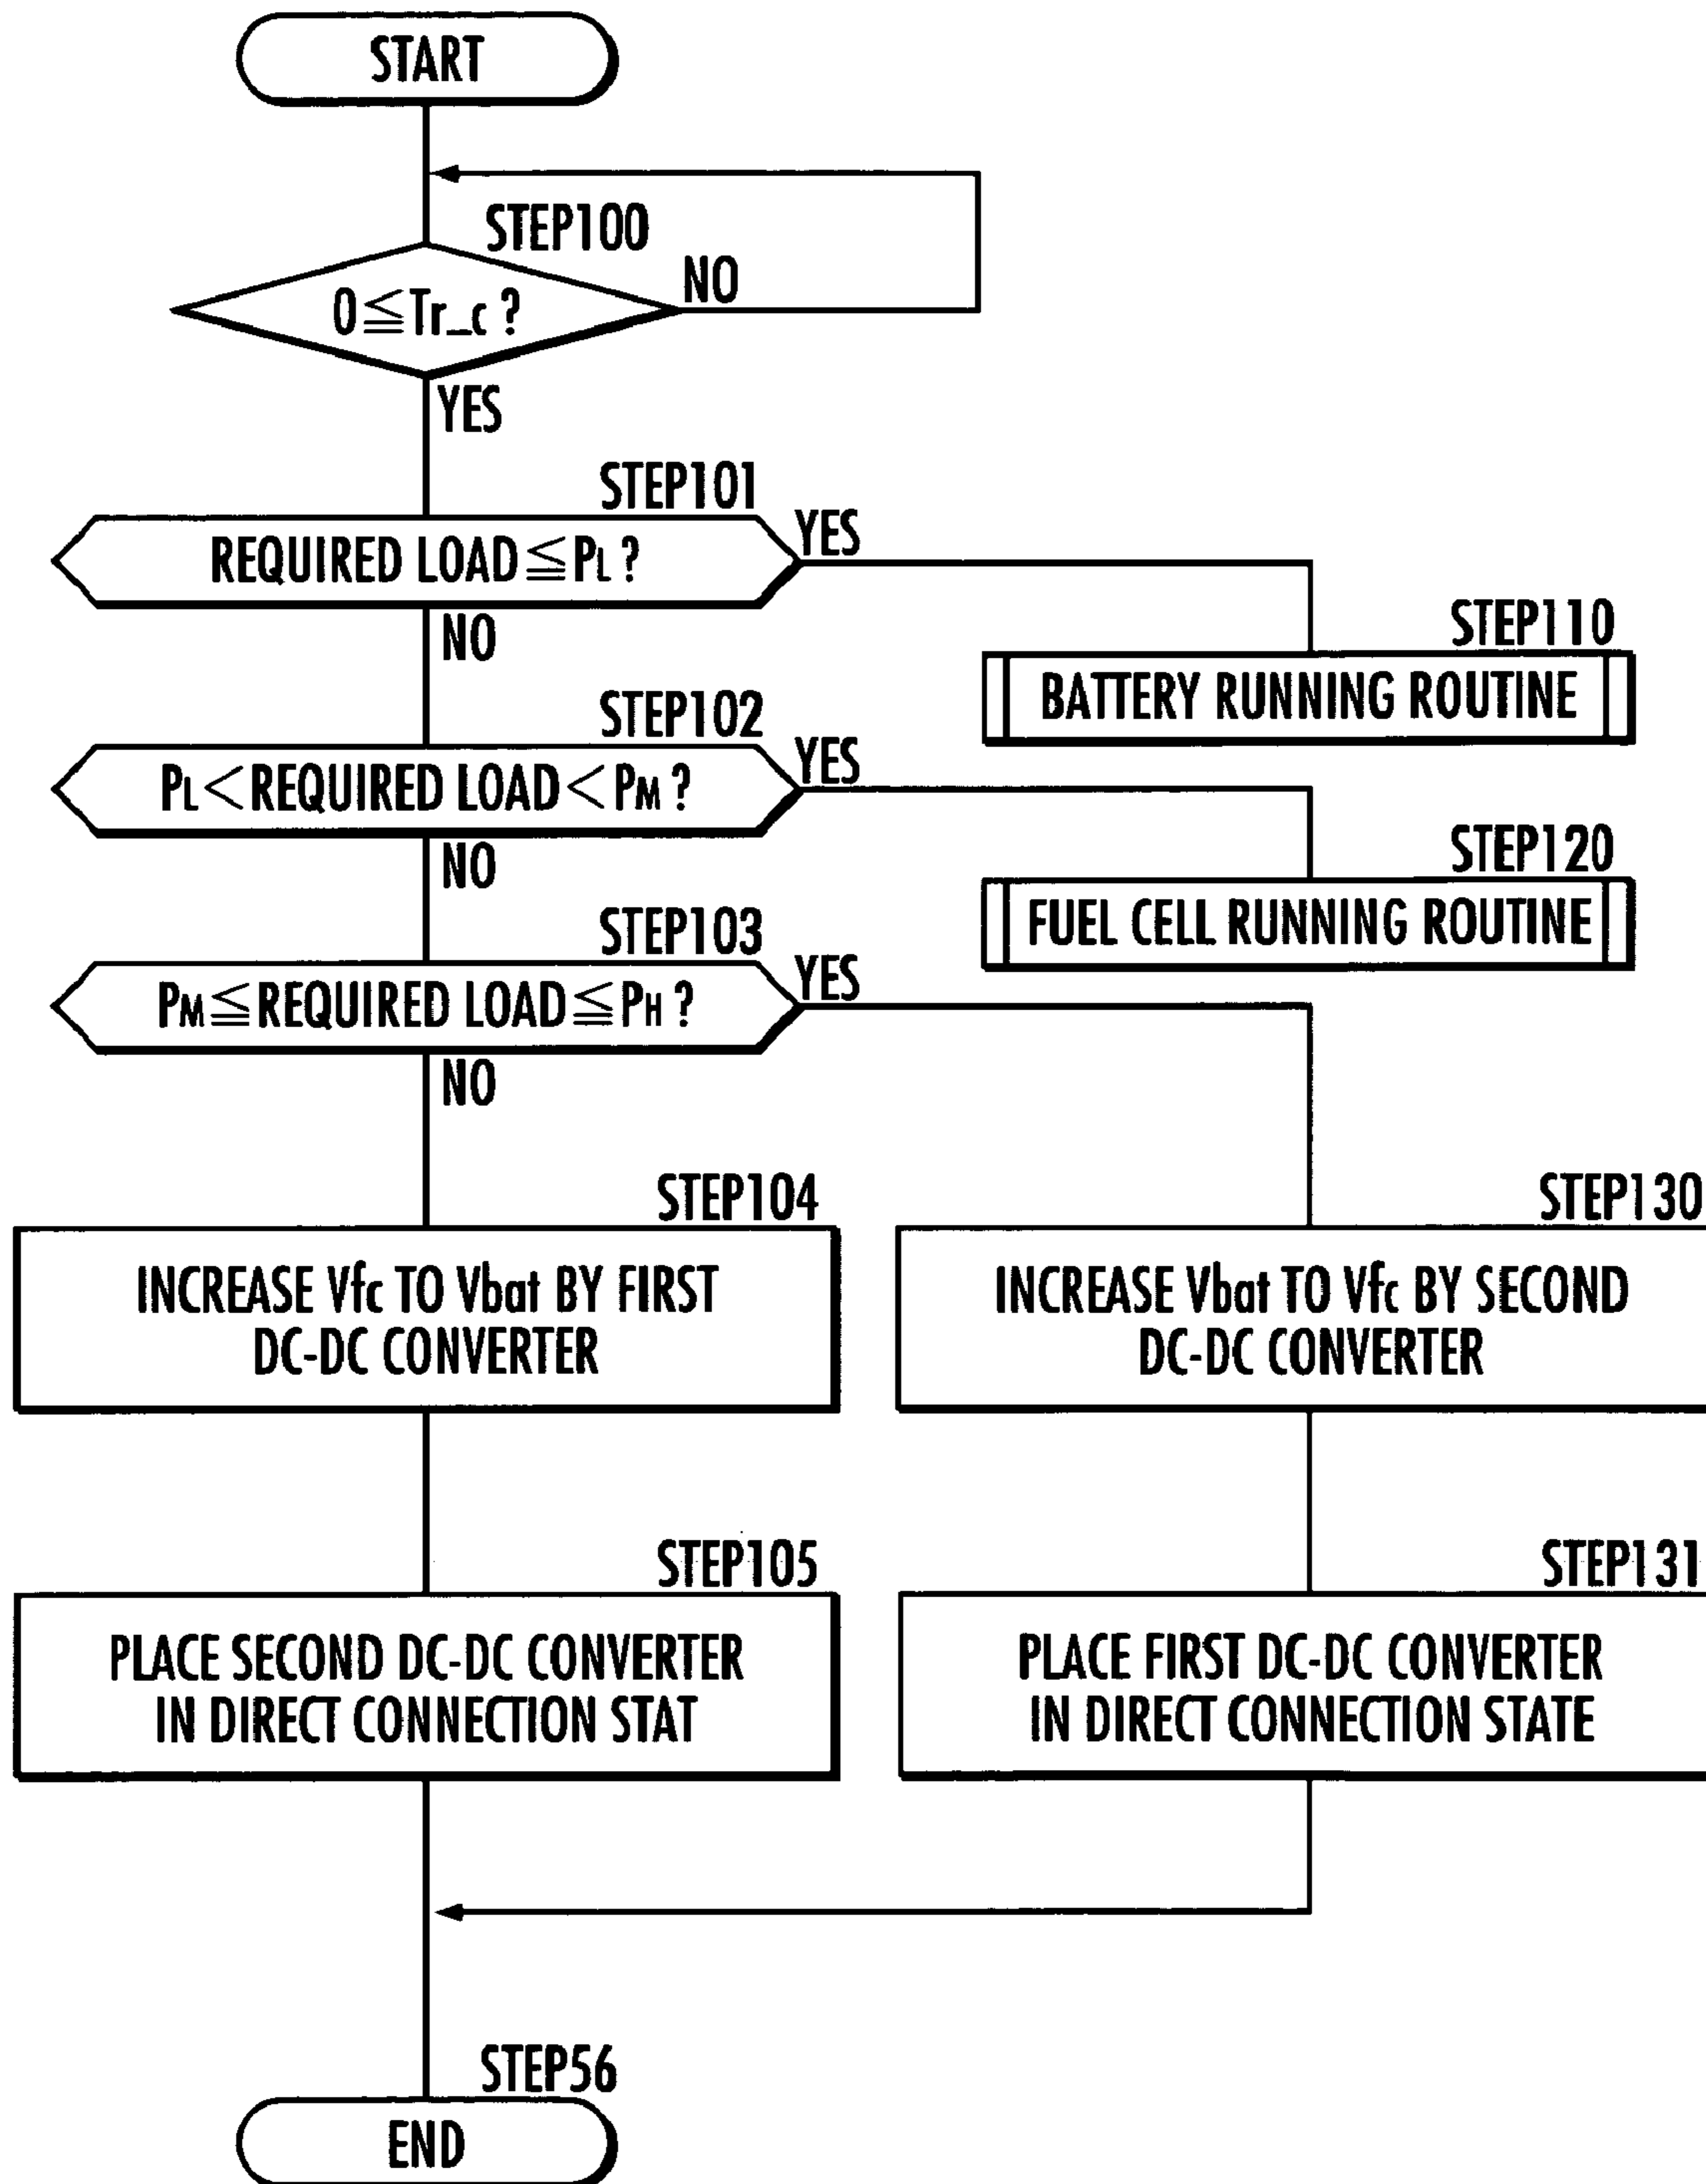 START
STEP100
0≦Tr_c ?
NO
YES
STEP101
REQUIRED LOAD≦PL ?
YES
NO
STEP110
BATTERY RUNNING ROUTINE
STEP102
PL<REQUIRED LOAD<PM ?
YES
NO
STEP120
FUEL CELL RUNNING ROUTINE
STEP103
PM≦REQUIRED LOAD≦PH ?
YES
NO
STEP104
INCREASE Vfc TO Vbat BY FIRST
DC-DC CONVERTER
STEP130
INCREASE Vbat TO Vfc BY SECOND
DC-DC CONVERTER
STEP105
PLACE SECOND DC-DC CONVERTER
IN DIRECT CONNECTION STAT
STEP131
PLACE FIRST DC-DC CONVERTER
IN DIRECT CONNECTION STATE
STEP56
END